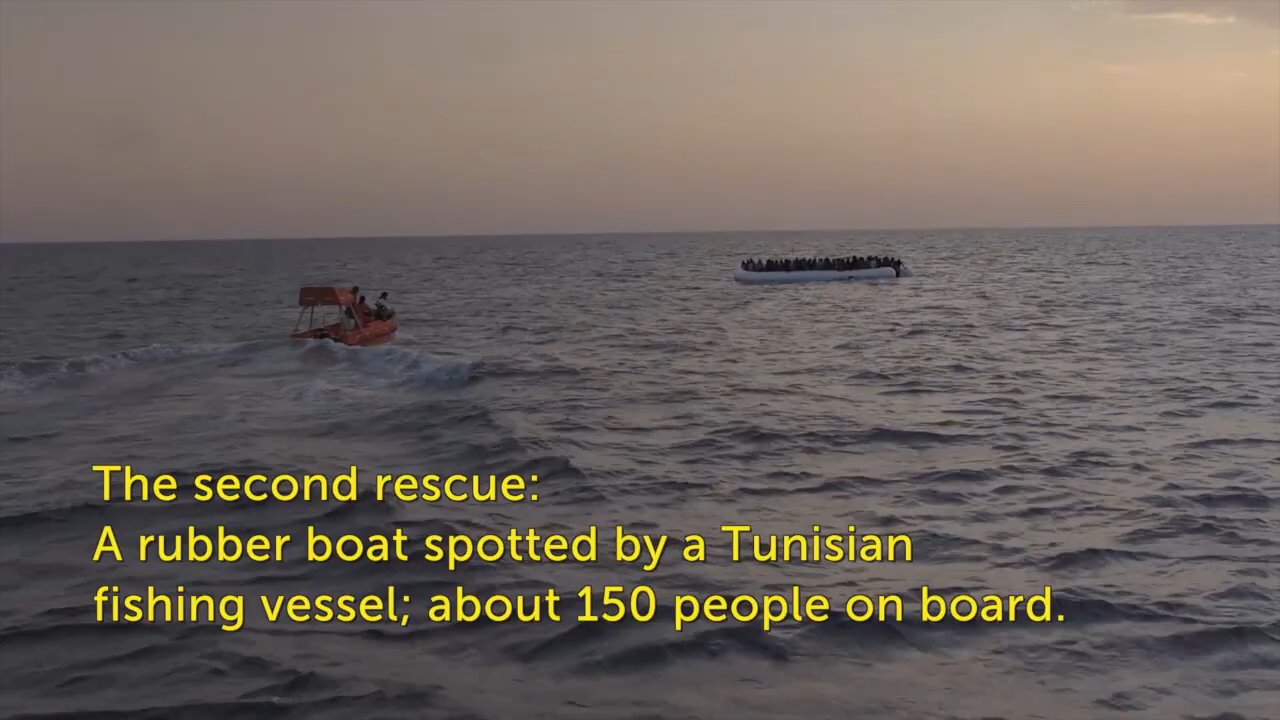 The second rescue:
A rubber boat spotted by a Tunisian
fishing vessel; about 150 people on board.